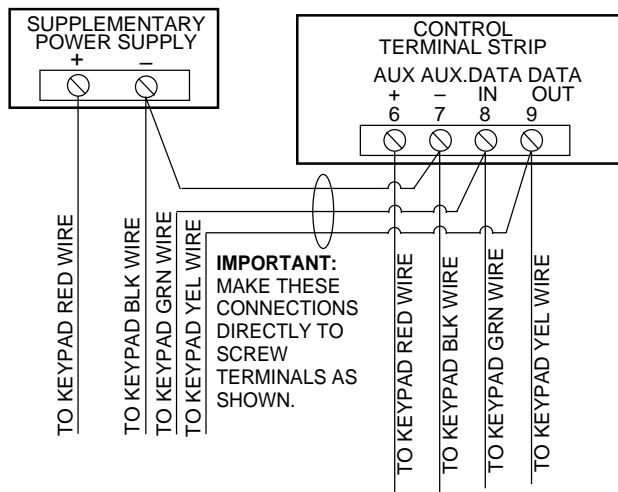 SUPPLEMENTARY
POWER SUPPLY
+ –
CONTROL
TERMINAL STRIP
AUX AUX. DATA DATA
+ – IN OUT
6 7 8 9
TO KEYPAD RED WIRE
TO KEYPAD BLK WIRE
TO KEYPAD GRN WIRE
TO KEYPAD YEL WIRE
IMPORTANT:
MAKE THESE
CONNECTIONS
DIRECTLY TO
SCREW
TERMINALS AS
SHOWN.
TO KEYPAD RED WIRE
TO KEYPAD BLK WIRE
TO KEYPAD GRN WIRE
TO KEYPAD YEL WIRE